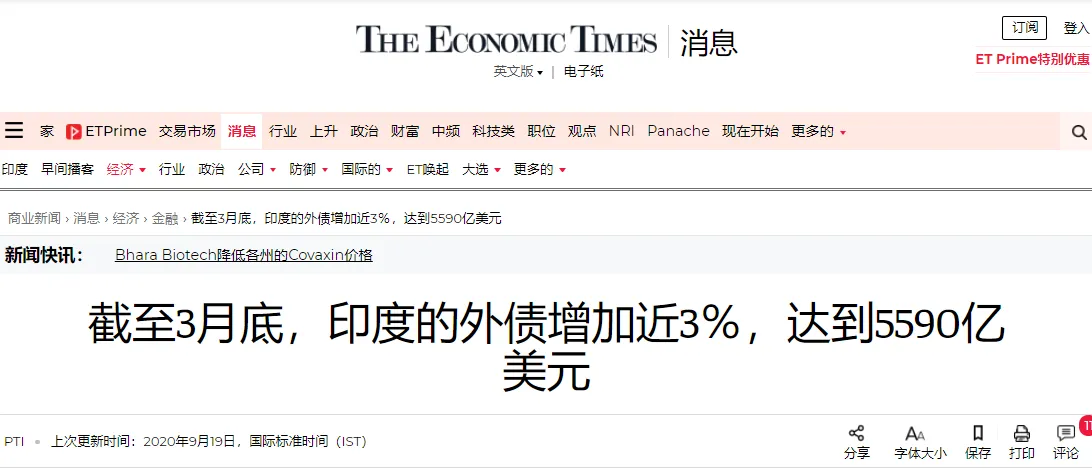 THE ECONOMIC TIMES 消息
订阅 登入
英文版 | 电子纸
ET Prime特别优惠
家 ETPrime 交易市场 消息 行业 上升 政治 财富 中频 科技类 职位 观点 NRI Panache 现在开始 更多的
印度 早间播客 经济 行业 政治 公司 防御 国际的 ET唤起 大选 更多的
商业新闻 › 消息 › 经济 › 金融 › 截至3月底，印度的外债增加近3%，达到5590亿美元
新闻快讯： Bhara Biotech降低各州的Covaxin价格
截至3月底，印度的外债增加近3%，达到5590亿
美元
PTI • 上次更新时间：2020年9月19日，国际标准时间（IST）
11
分享 字体大小 保存 打印 评论